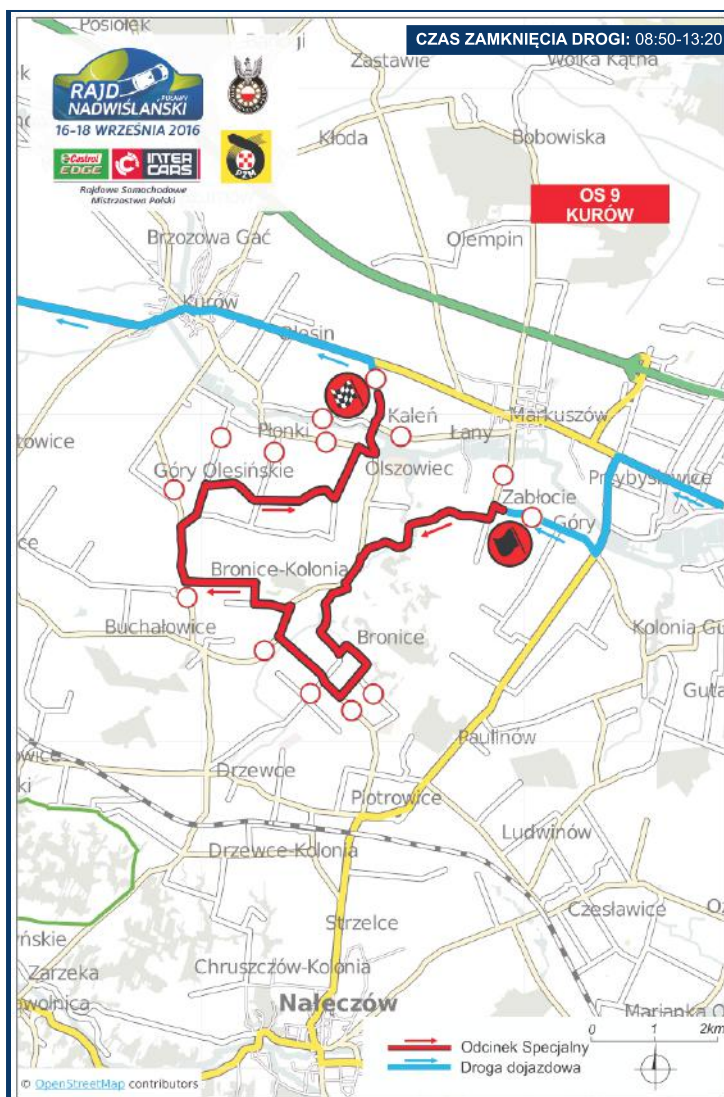 Posiołek
CZAS ZAMKNIĘCIA DROGI: 08:50-13:20
Zastawie
Wólka Kątna
RAJD
PUŁAWY
NADWIŚLAŃSKI
16-18 WRZEŚNIA 2016
Castrol
EDGE
INTER
CARS
PZM
Rajdowe Samochodowe
Mistrzostwa Polski
Kłoda
Bobowiska
OS 9
KURÓW
Brzozowa Gać
Olempin
Kurów
Olesin
Kaleń
Markuszów
Płonki
Łany
Olszowiec
Góry Olesińskie
Przybysławice
Zabłocie
Góry
Bronice-Kolonia
Buchałowice
Bronice
Kolonia Gu
Guta
Paulinów
Drzewce
Piotrowice
Ludwinów
Drzewce-Kolonia
Czesławice
Strzelce
Chruszczów-Kolonia
Zarzeka
Nałęczów
Marianka
Odcinek Specjalny
Droga dojazdowa
0 1 2km
© OpenStreetMap contributors